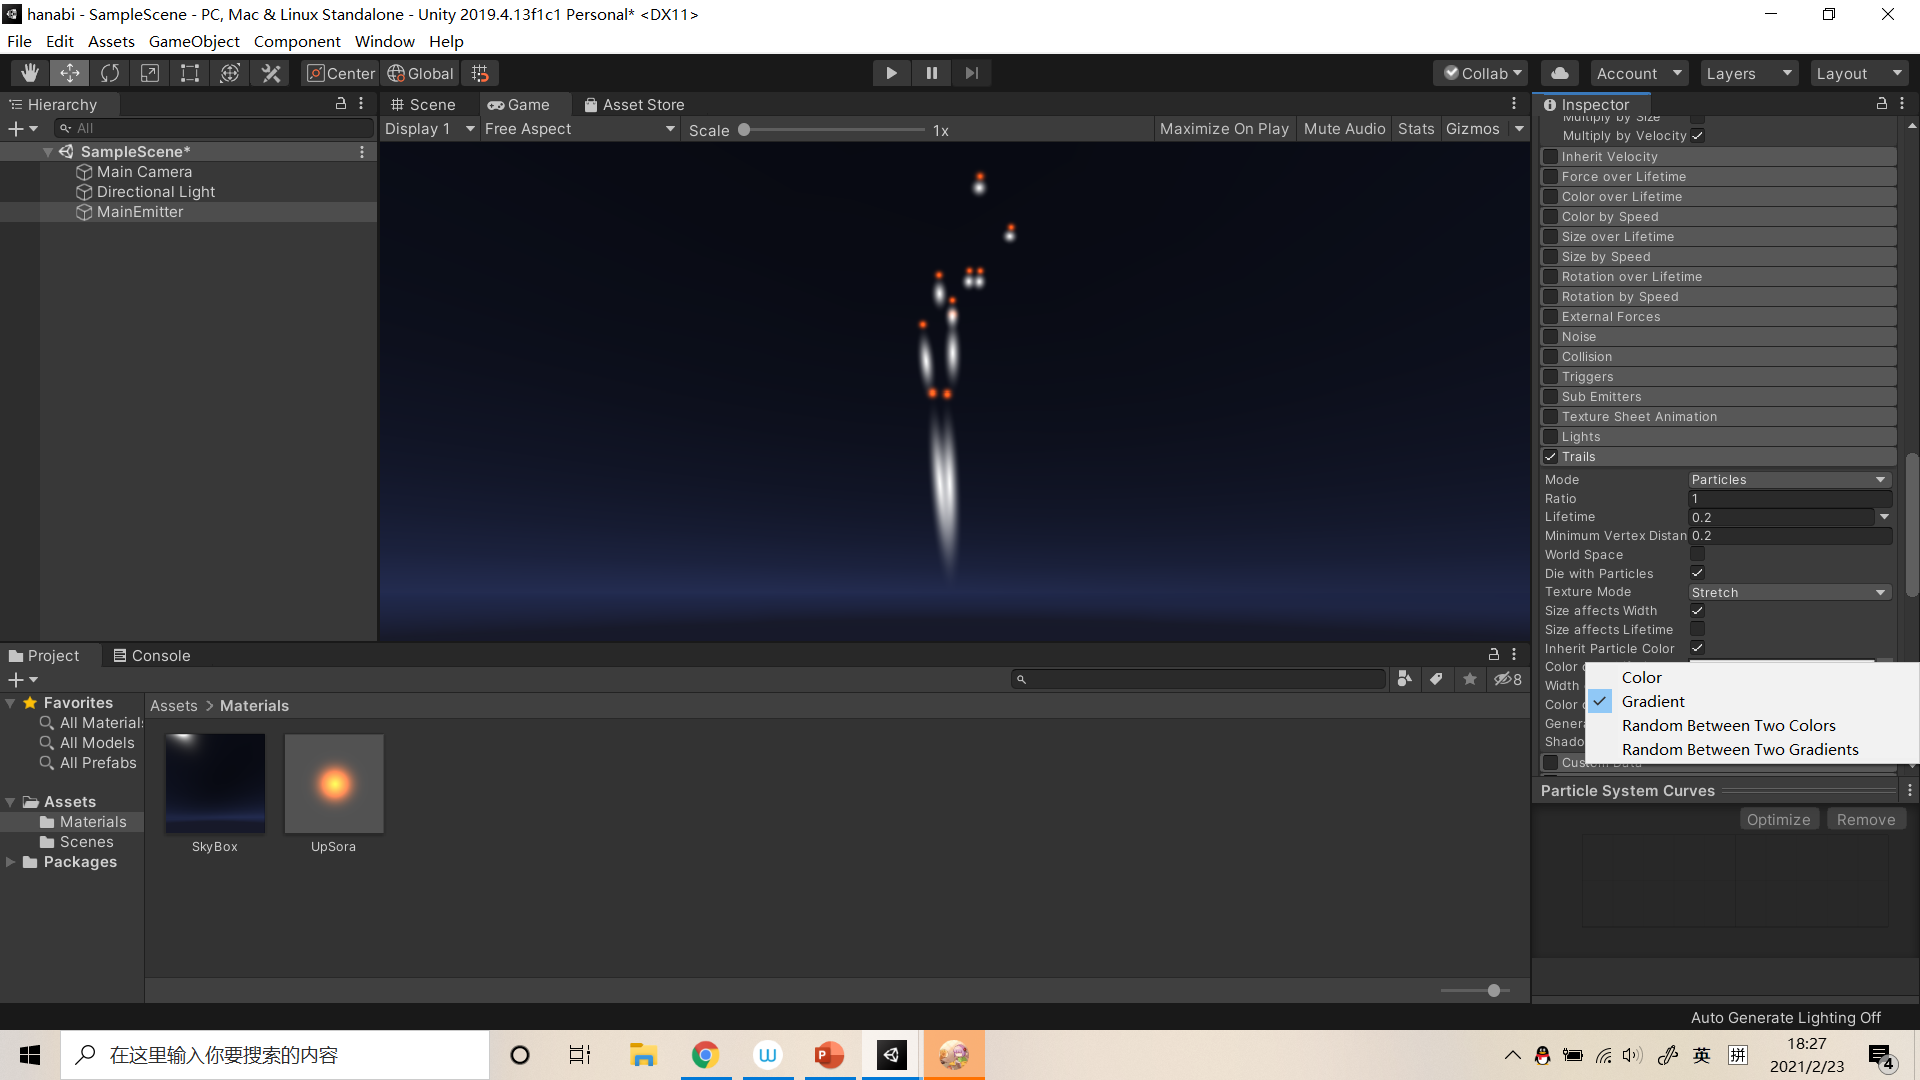 hanabi - SampleScene - PC, Mac & Linux Standalone - Unity 2019.4.13f1c1 Personal* <DX11>
File Edit Assets GameObject Component Window Help
Center Global Collab Account Layers Layout
Hierarchy
All
SampleScene*
Main Camera
Directional Light
MainEmitter
Scene Game Asset Store
Display 1 Free Aspect Scale 1x Maximize On Play Mute Audio Stats Gizmos
Inspector
Multiply by Size
Multiply by Velocity
Inherit Velocity
Force over Lifetime
Color over Lifetime
Color by Speed
Size over Lifetime
Size by Speed
Rotation over Lifetime
Rotation by Speed
External Forces
Noise
Collision
Triggers
Sub Emitters
Texture Sheet Animation
Lights
Trails
Mode Particles
Ratio 1
Lifetime 0.2
Minimum Vertex Distan 0.2
World Space
Die with Particles
Texture Mode Stretch
Size affects Width
Size affects Lifetime
Inherit Particle Color
Color
Width
Color
Gener
Shado
Color
Gradient
Random Between Two Colors
Random Between Two Gradients
Particle System Curves
Optimize Remove
Project Console
8
Favorites
All Materials
All Models
All Prefabs
Assets
Materials
Scenes
Packages
Assets > Materials
SkyBox UpSora
Auto Generate Lighting Off
在这里输入你要搜索的内容
英 拼
18:27
2021/2/23
4